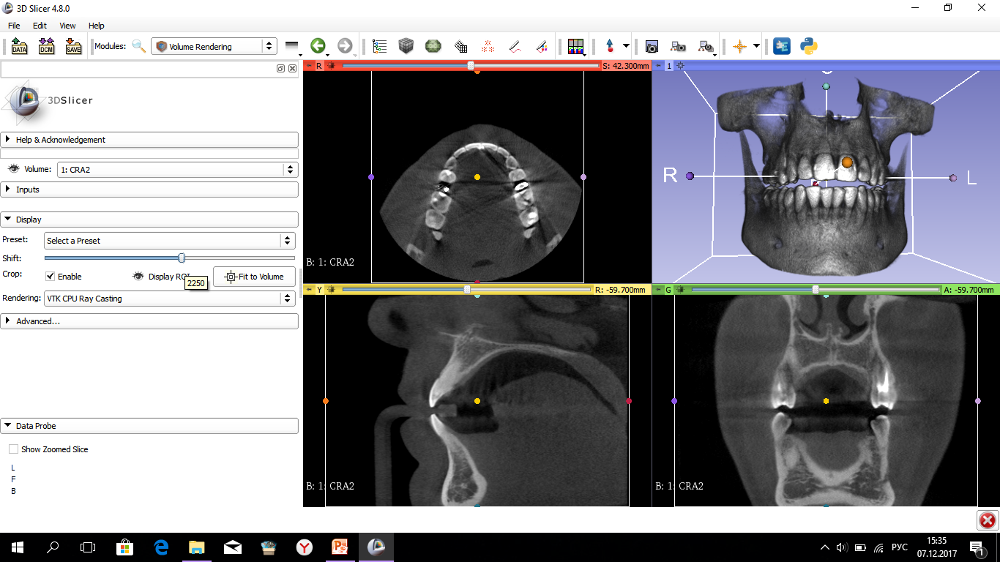 3D Slicer 4.8.0
File Edit View Help
DATA DCM SAVE Modules: Volume Rendering
3DSlicer
Help & Acknowledgement
Volume: 1: CRA2
Inputs
Display
Preset: Select a Preset
Shift:
Crop: Enable Display ROI Fit to Volume
2250
Rendering: VTK CPU Ray Casting
Advanced...
Data Probe
Show Zoomed Slice
L
F
B
R S: 42.300mm
B: 1: CRA2
1
R L
Y R: -59.700mm
B: 1: CRA2
G A: -59.700mm
B: 1: CRA2
РУС
15:35
07.12.2017
1